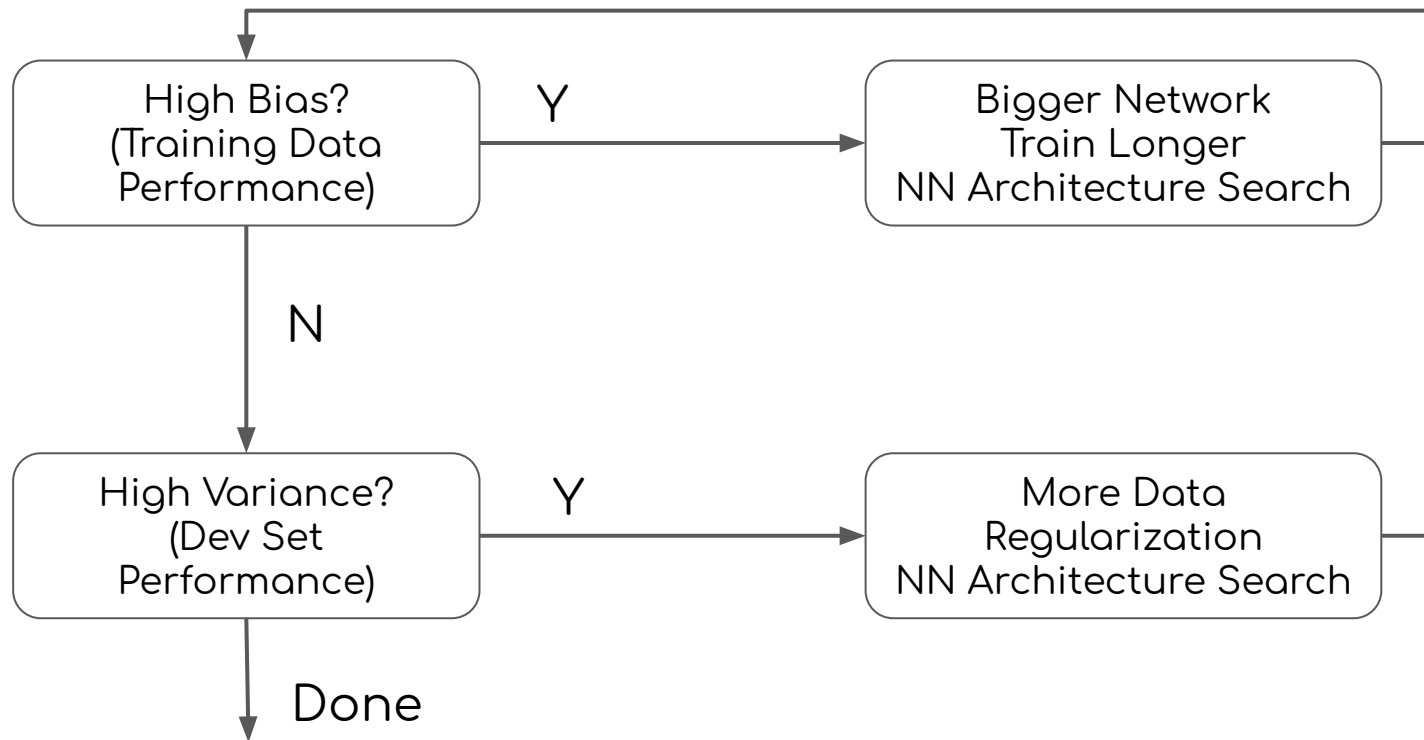 High Bias?
(Training Data
Performance)
Y
Bigger Network
Train Longer
NN Architecture Search
N
High Variance?
(Dev Set
Performance)
Y
More Data
Regularization
NN Architecture Search
Done